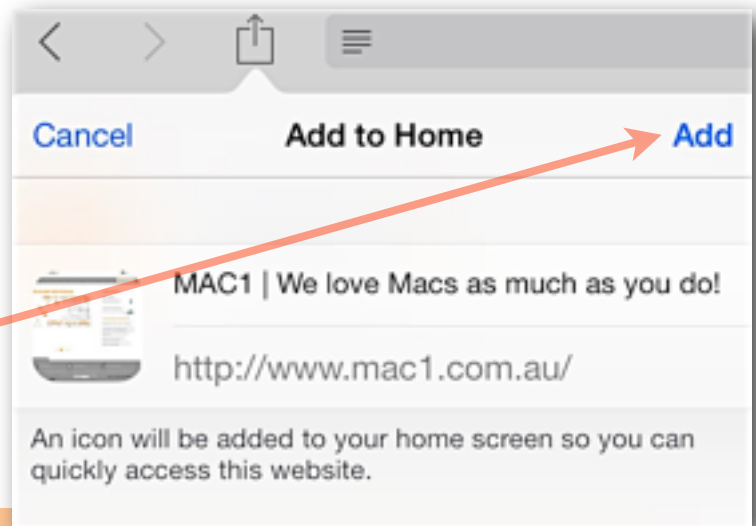 Cancel Add to Home Add
MAC1 | We love Macs as much as you do!
http://www.mac1.com.au/
An icon will be added to your home screen so you can
quickly access this website.